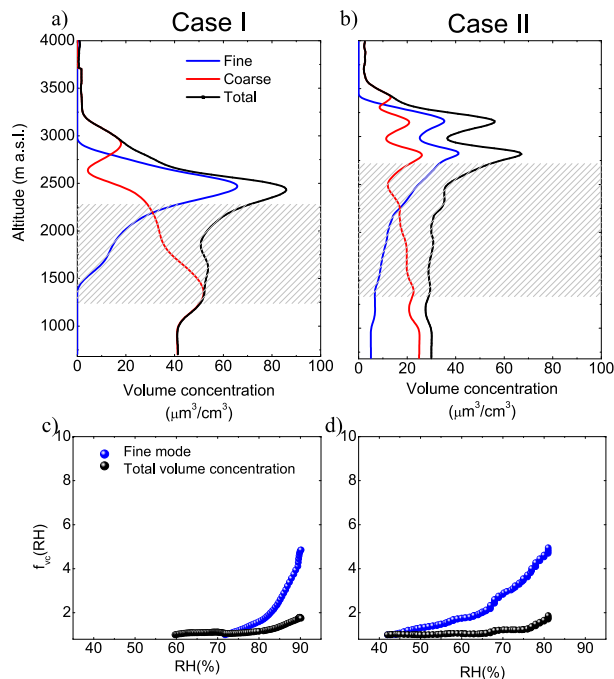 Case I
Case II
a)
b)
4000
3500
3000
2500
2000
1500
1000
Altitude (m a.s.l.)
Fine
Coarse
Total
0 20 40 60 80 100
0 20 40 60 80 100
Volume concentration
(µm³/cm³)
Volume concentration
(µm³/cm³)
c)
d)
10
8
6
4
2
f_vc(RH)
Fine mode
Total volume concentration
10
8
6
4
2
40 50 60 70 80 90
40 50 60 70 80 90
RH(%)
RH(%)